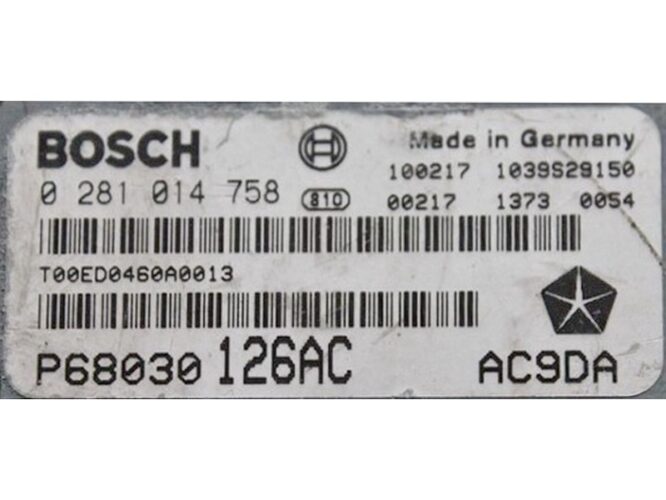 BOSCH
Made in Germany
100217 1039S29150
0 281 014 758 810 00217 1373 0054
T00ED0460A0013
P68030 126AC AC9DA